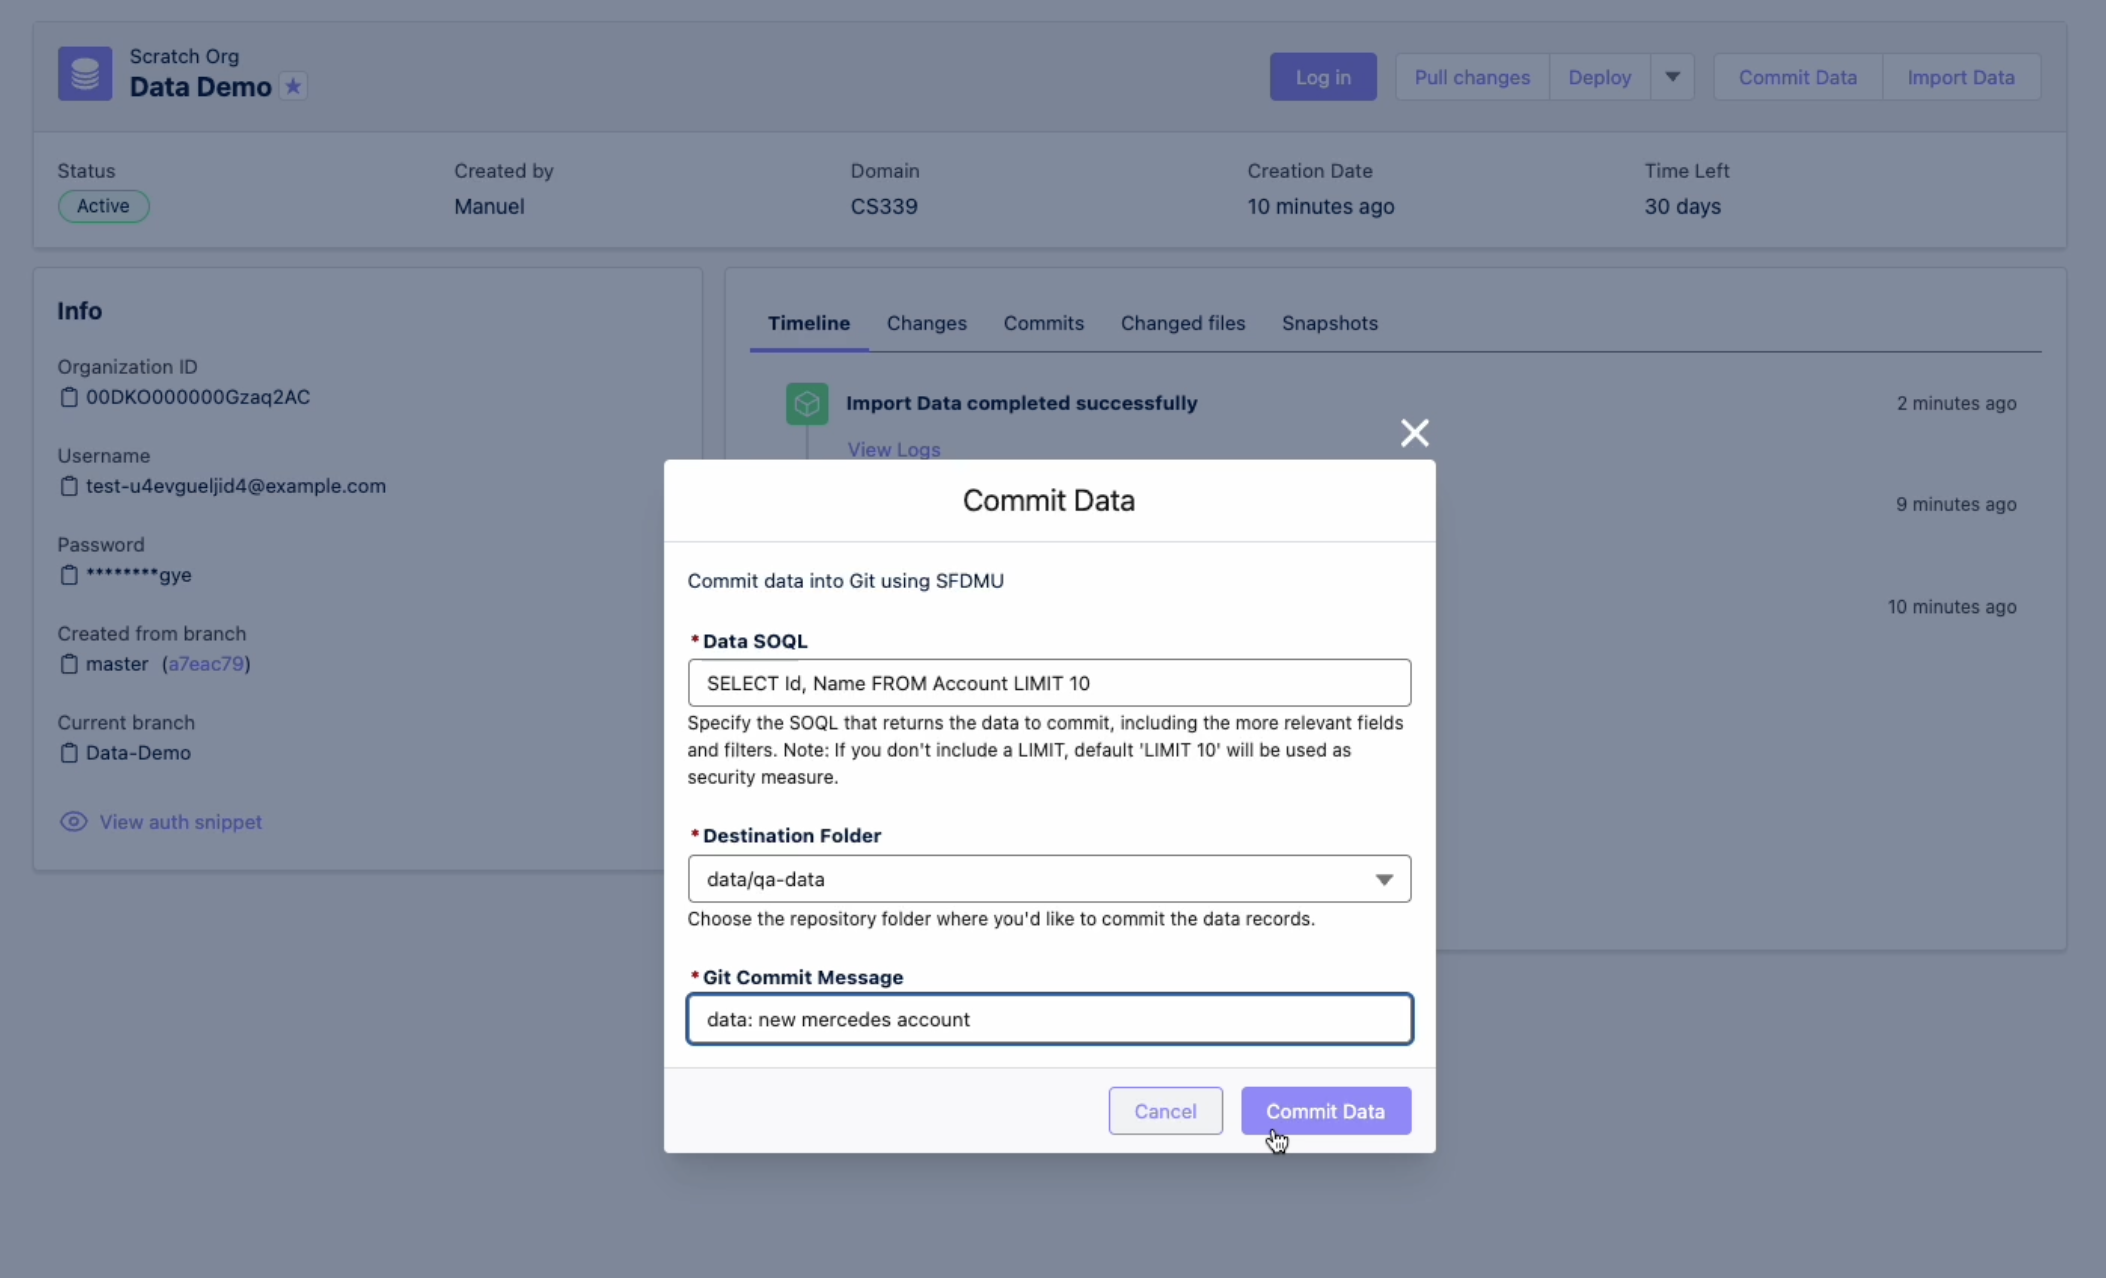 Scratch Org
Data Demo
Log in
Pull changes
Deploy
Commit Data
Import Data
Status
Active
Created by
Manuel
Domain
CS339
Creation Date
10 minutes ago
Time Left
30 days
Info
Organization ID
00DKO000000Gzaq2AC
Username
test-u4evgueljid4@example.com
Password
********gye
Created from branch
master (a7eac79)
Current branch
Data-Demo
View auth snippet
Timeline
Changes
Commits
Changed files
Snapshots
Import Data completed successfully
2 minutes ago
View Logs
9 minutes ago
10 minutes ago
Commit Data
Commit data into Git using SFDMU
*Data SOQL
SELECT Id, Name FROM Account LIMIT 10
Specify the SOQL that returns the data to commit, including the more relevant fields
and filters. Note: If you don't include a LIMIT, default 'LIMIT 10' will be used as
security measure.
*Destination Folder
data/qa-data
Choose the repository folder where you'd like to commit the data records.
*Git Commit Message
data: new mercedes account
Cancel
Commit Data